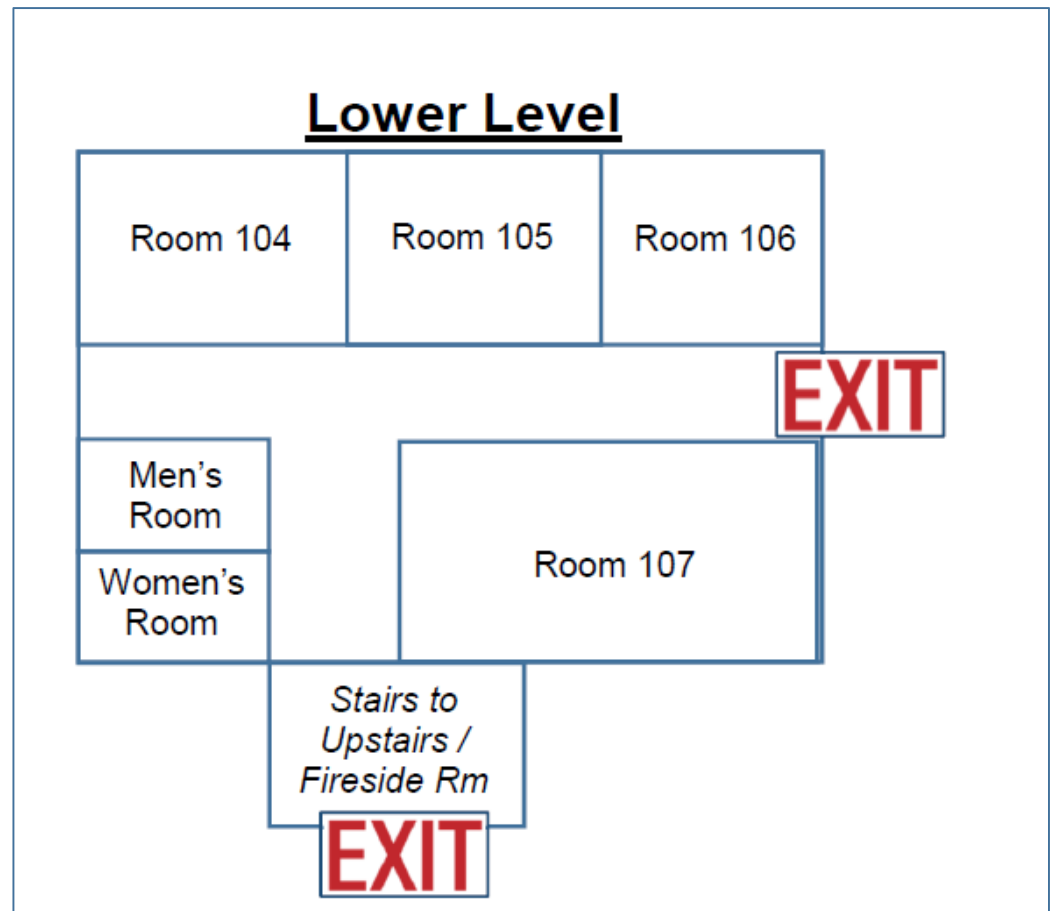 Lower Level
Room 104
Room 105
Room 106
EXIT
Men’s
Room
Women’s
Room
Room 107
Stairs to
Upstairs /
Fireside Rm
EXIT